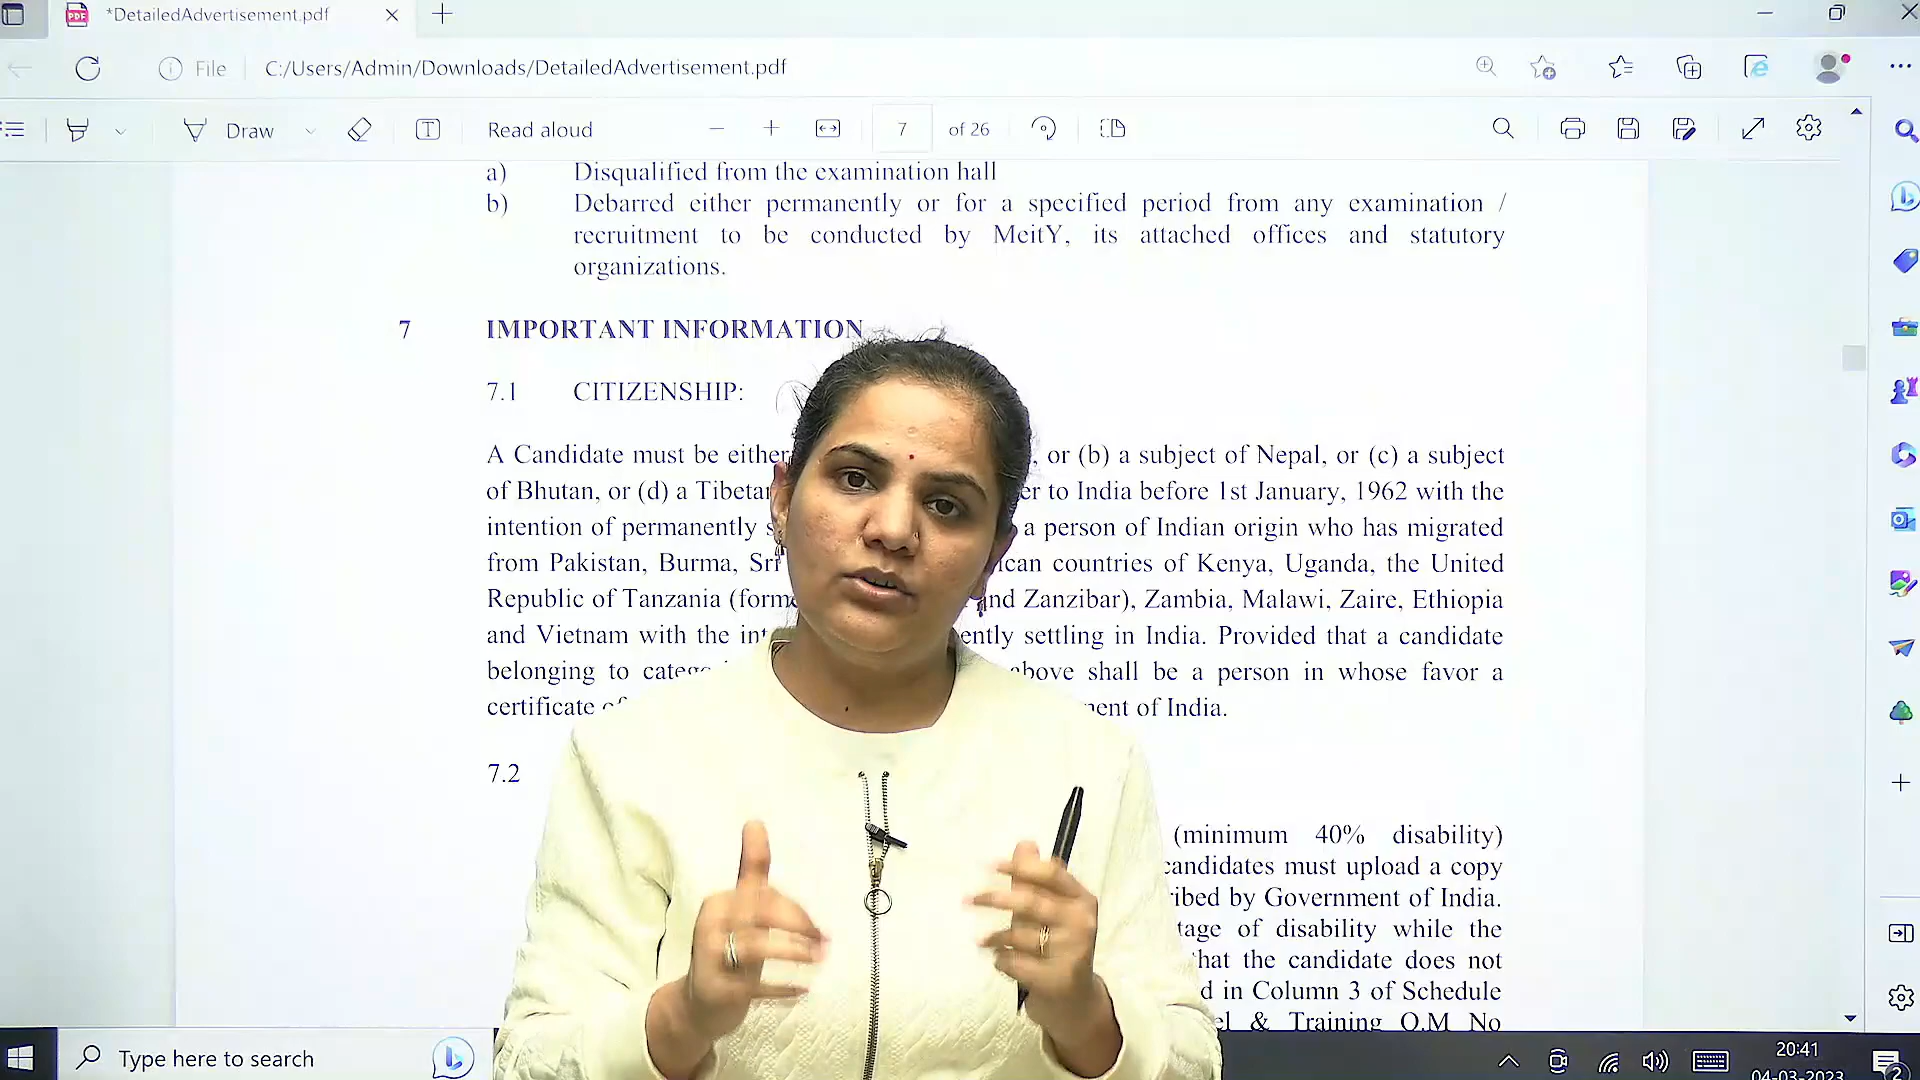 *DetailedAdvertisement.pdf
File C:/Users/Admin/Downloads/DetailedAdvertisement.pdf
Draw Read aloud 7 of 26
a) Disqualified from the examination hall
b) Debarred either permanently or for a specified period from any examination /
recruitment to be conducted by MeitY, its attached offices and statutory
organizations.
7 IMPORTANT INFORMATION
7.1 CITIZENSHIP:
A Candidate must be either , or (b) a subject of Nepal, or (c) a subject
of Bhutan, or (d) a to India before 1st January, 1962 with the
intention of permanently a person of Indian origin who has migrated
from Pakistan, Burma, countries of Kenya, Uganda, the United
Republic of Tanzania and Zanzibar), Zambia, Malawi, Zaire, Ethiopia
and Vietnam with the settling in India. Provided that a candidate
belonging to above shall be a person in whose favor a
certificate of India.
7.2
(minimum 40% disability)
candidates must upload a copy
by Government of India.
of disability while the
that the candidate does not
in Column 3 of Schedule
& Training O.M No
Type here to search
20:41
04-03-2023
2